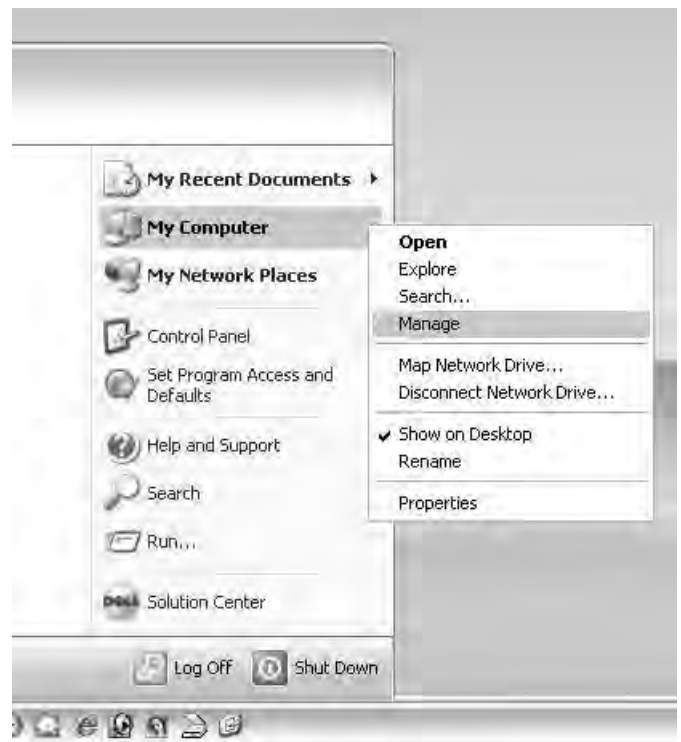 My Recent Documents
My Computer
My Network Places
Control Panel
Set Program Access and
Defaults
Help and Support
Search
Run...
DELL Solution Center
Log Off Shut Down
Open
Explore
Search...
Manage
Map Network Drive...
Disconnect Network Drive...
Show on Desktop
Rename
Properties